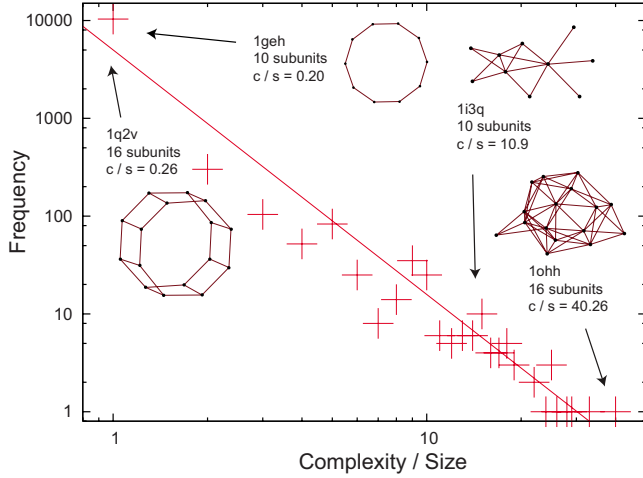 10000
1000
100
10
1
Frequency
1geh
10 subunits
c / s = 0.20
1q2v
16 subunits
c / s = 0.26
1i3q
10 subunits
c / s = 10.9
1ohh
16 subunits
c / s = 40.26
1
10
Complexity / Size